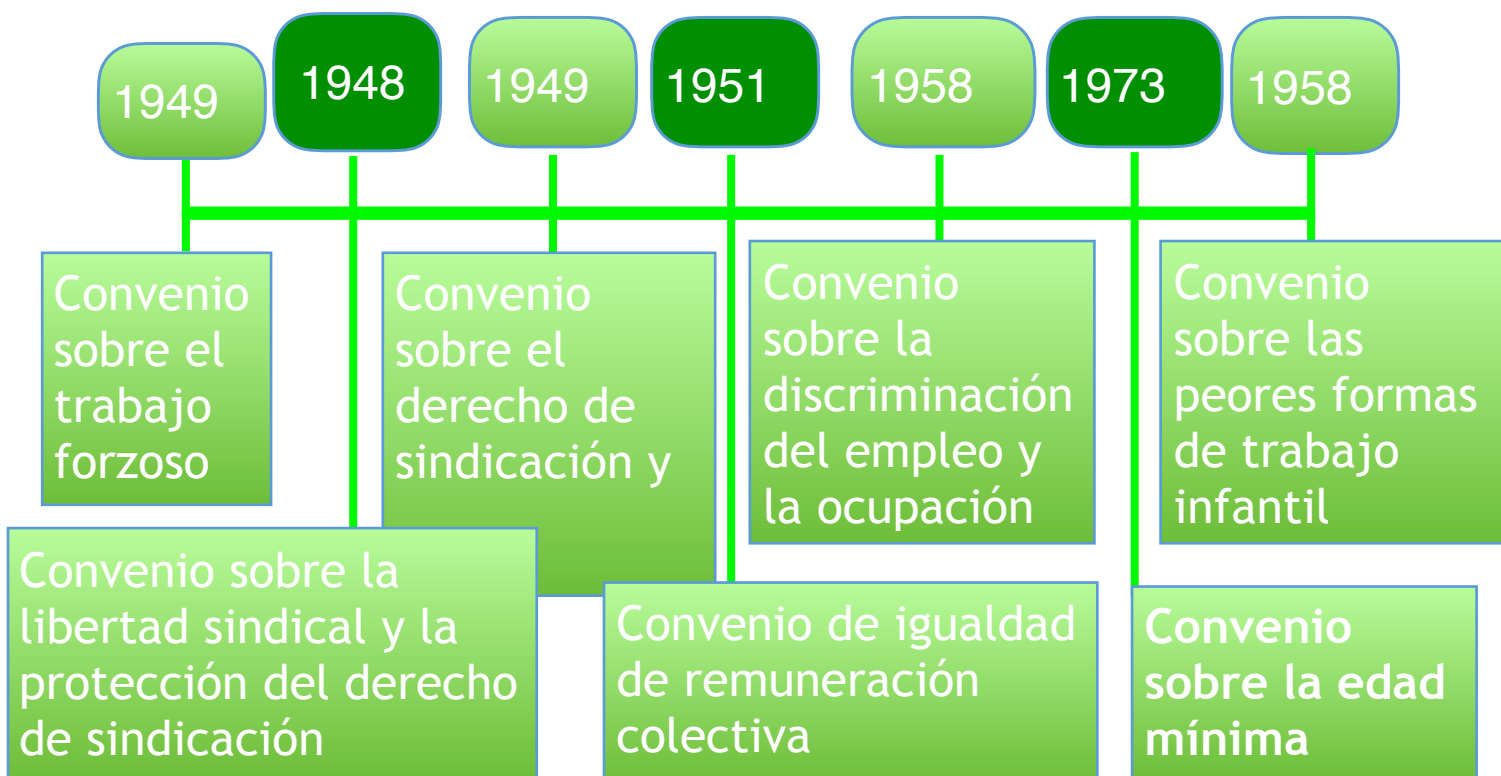 1949
1948
1949
1951
1958
1973
1958
Convenio
sobre el
trabajo
forzoso
Convenio
sobre el
derecho de
sindicación y
Convenio
sobre la
discriminación
del empleo y
la ocupación
Convenio
sobre las
peores formas
de trabajo
infantil
Convenio sobre la
libertad sindical y la
protección del derecho
de sindicación
Convenio de igualdad
de remuneración
colectiva
Convenio
sobre la edad
mínima